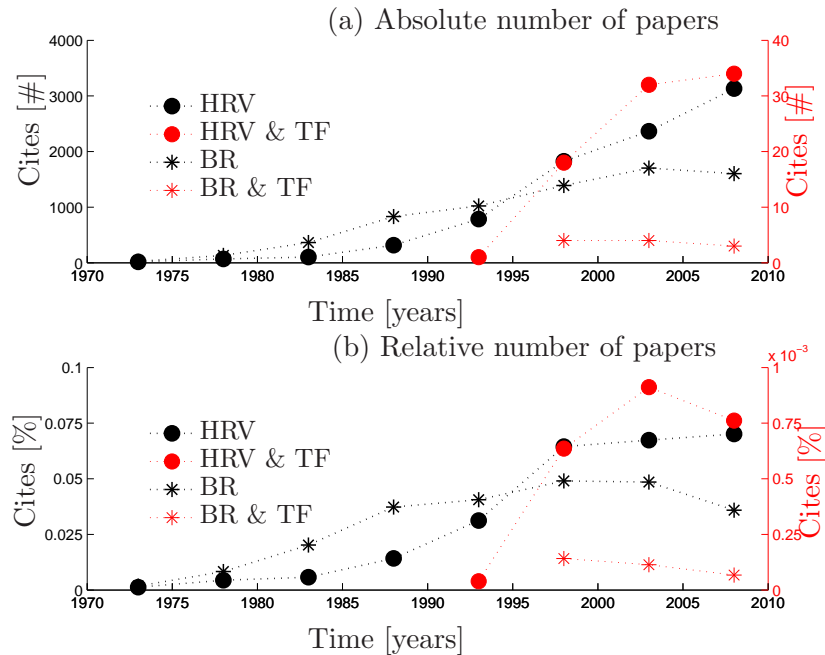 (a) Absolute number of papers
4000
3000
2000
1000
0
Cites [#]
40
30
20
10
0
Cites [#]
HRV
HRV & TF
BR
BR & TF
1970 1975 1980 1985 1990 1995 2000 2005 2010
Time [years]
(b) Relative number of papers
0.1
0.075
0.05
0.025
0
Cites [%]
x 10⁻³
1
0.75
0.5
0.25
0
Cites [%]
HRV
HRV & TF
BR
BR & TF
1970 1975 1980 1985 1990 1995 2000 2005 2010
Time [years]